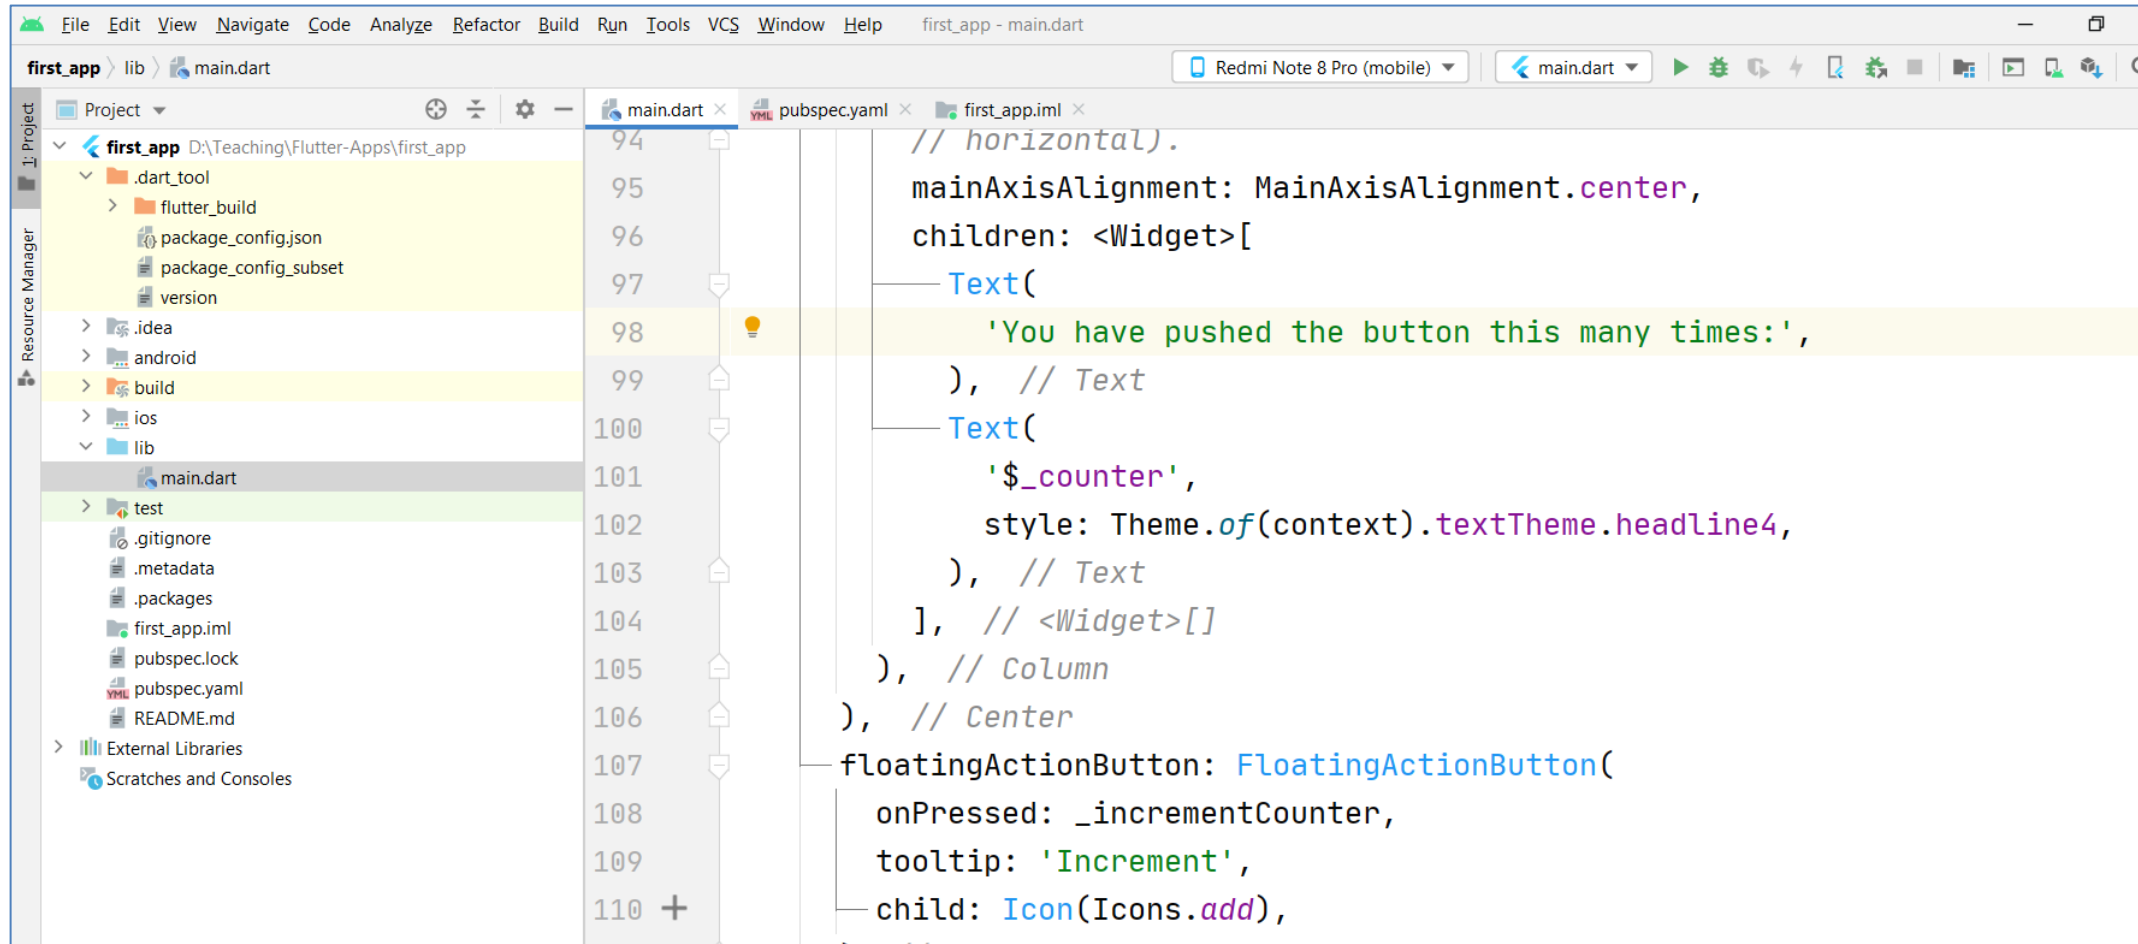 File Edit View Navigate Code Analyze Refactor Build Run Tools VCS Window Help first_app - main.dart
first_app lib main.dart
Redmi Note 8 Pro (mobile) main.dart
1: Project
Resource Manager
Project
first_app D:\Teaching\Flutter-Apps\first_app
.dart_tool
flutter_build
package_config.json
package_config_subset
version
.idea
android
build
ios
lib
main.dart
test
.gitignore
.metadata
.packages
first_app.iml
pubspec.lock
pubspec.yaml
README.md
External Libraries
Scratches and Consoles
main.dart pubspec.yaml first_app.iml
94 // horizontal).
95 mainAxisAlignment: MainAxisAlignment.center,
96 children: <Widget>[
97 Text(
98 'You have pushed the button this many times:',
99 ), // Text
100 Text(
101 '$_counter',
102 style: Theme.of(context).textTheme.headline4,
103 ), // Text
104 ], // <Widget>[]
105 ), // Column
106 ), // Center
107 floatingActionButton: FloatingActionButton(
108 onPressed: _incrementCounter,
109 tooltip: 'Increment',
110 child: Icon(Icons.add),